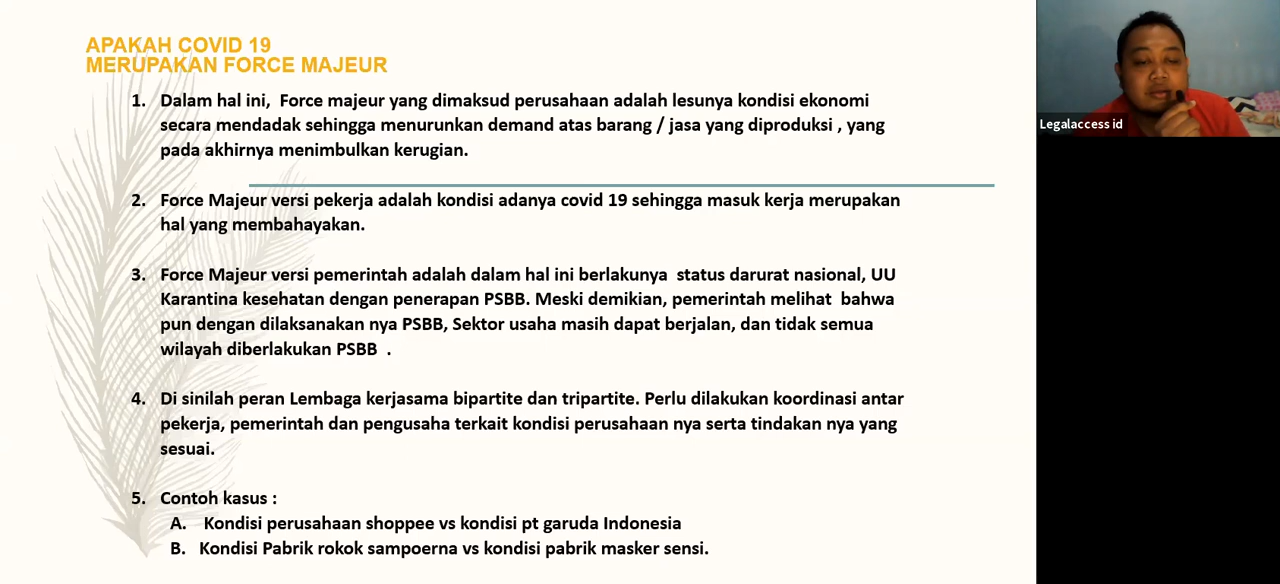 APAKAH COVID 19
MERUPAKAN FORCE MAJEUR
1. Dalam hal ini, Force majeur yang dimaksud perusahaan adalah lesunya kondisi ekonomi
secara mendadak sehingga menurunkan demand atas barang / jasa yang diproduksi , yang
pada akhirnya menimbulkan kerugian.
2. Force Majeur versi pekerja adalah kondisi adanya covid 19 sehingga masuk kerja merupakan
hal yang membahayakan.
3. Force Majeur versi pemerintah adalah dalam hal ini berlakunya status darurat nasional, UU
Karantina kesehatan dengan penerapan PSBB. Meski demikian, pemerintah melihat bahwa
pun dengan dilaksanakan nya PSBB, Sektor usaha masih dapat berjalan, dan tidak semua
wilayah diberlakukan PSBB .
4. Di sinilah peran Lembaga kerjasama bipartite dan tripartite. Perlu dilakukan koordinasi antar
pekerja, pemerintah dan pengusaha terkait kondisi perusahaan nya serta tindakan nya yang
sesuai.
5. Contoh kasus :
A. Kondisi perusahaan shoppee vs kondisi pt garuda Indonesia
B. Kondisi Pabrik rokok sampoerna vs kondisi pabrik masker sensi.
Legalaccess id